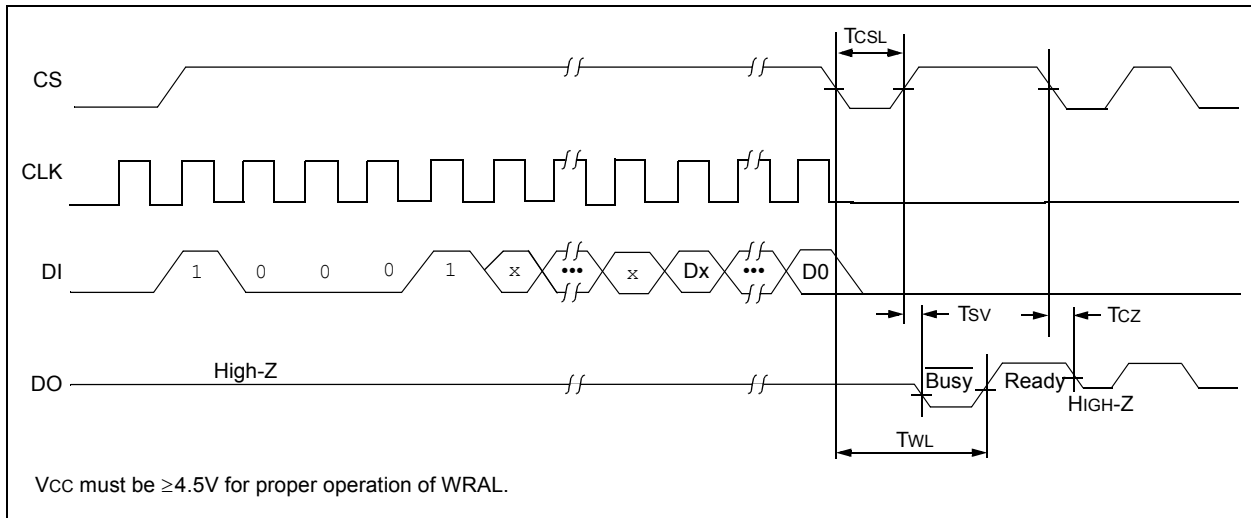 TCSL
CS
CLK
DI 1 0 0 0 1 x ••• x Dx ••• D0
TSV TCZ
DO High-Z Busy Ready
HIGH-Z
TWL
VCC must be ≥4.5V for proper operation of WRAL.